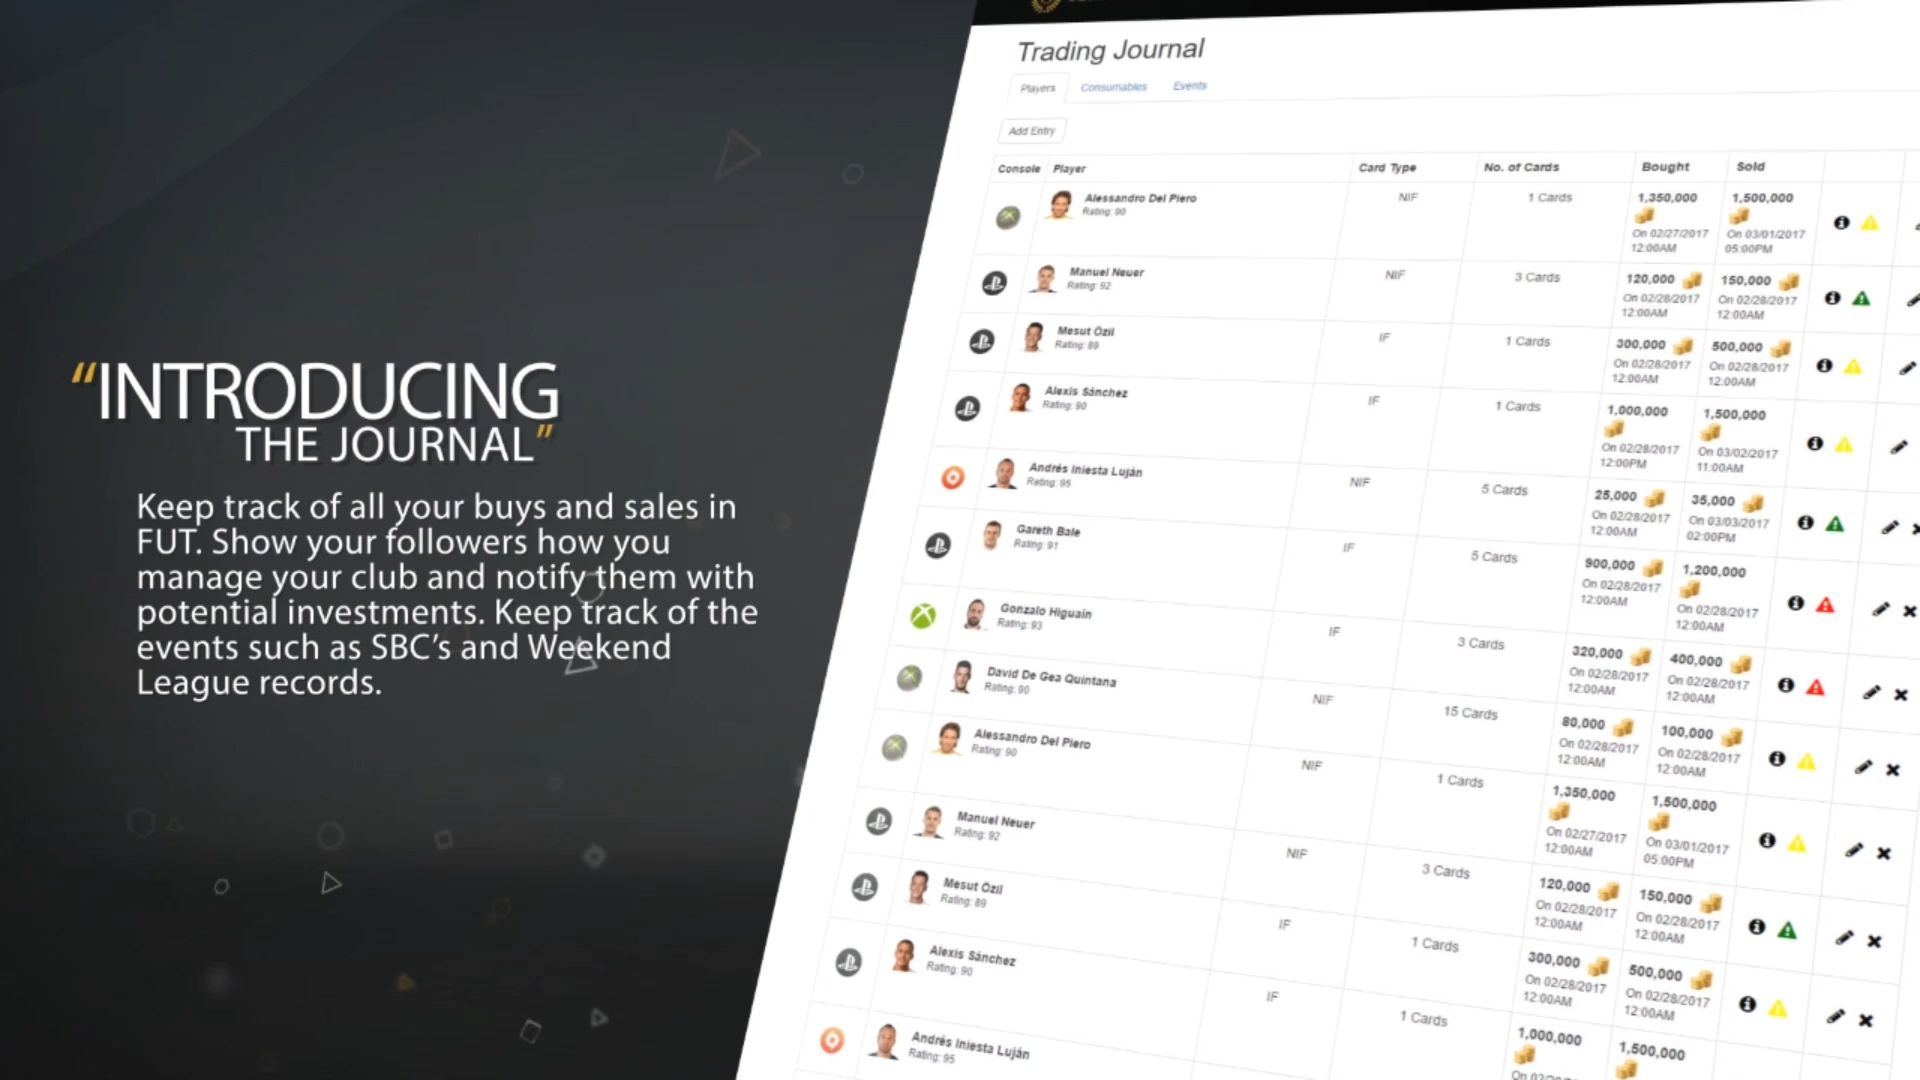 “INTRODUCING
THE JOURNAL”
Keep track of all your buys and sales in
FUT. Show your followers how you
manage your club and notify them with
potential investments. Keep track of the
events such as SBC’s and Weekend
League records.
Trading Journal
Players Consumables Events
Add Entry
Console Player Card Type No. of Cards Bought Sold
Alessandro Del Piero NIF 1 Cards 1,350,000 1,500,000
Rating: 90
On 02/27/2017 On 03/01/2017
12:00AM 05:00PM
Manuel Neuer NIF 3 Cards 120,000 150,000
Rating: 92
On 02/28/2017 On 02/28/2017
12:00AM 12:00AM
Mesut Özil IF 1 Cards 300,000 500,000
Rating: 89
On 02/28/2017 On 02/28/2017
12:00AM 12:00AM
Alexis Sánchez IF 1 Cards 1,000,000 1,500,000
Rating: 90
On 02/28/2017 On 03/02/2017
12:00PM 11:00AM
Andrés Iniesta Luján NIF 5 Cards 25,000 35,000
Rating: 95
On 02/28/2017 On 03/03/2017
12:00AM 02:00PM
Gareth Bale IF 5 Cards 900,000 1,200,000
Rating: 91
On 02/28/2017 On 02/28/2017
12:00AM 12:00AM
Gonzalo Higuaín IF 3 Cards 320,000 400,000
Rating: 93
On 02/28/2017 On 02/28/2017
12:00AM 12:00AM
David De Gea Quintana NIF 15 Cards 80,000 100,000
Rating: 90
On 02/28/2017 On 02/28/2017
12:00AM 12:00AM
Alessandro Del Piero NIF 1 Cards 1,350,000 1,500,000
Rating: 90
On 02/27/2017 On 03/01/2017
12:00AM 05:00PM
Manuel Neuer NIF 3 Cards 120,000 150,000
Rating: 92
On 02/28/2017 On 02/28/2017
12:00AM 12:00AM
Mesut Özil IF 1 Cards 300,000 500,000
Rating: 89
On 02/28/2017 On 02/28/2017
12:00AM 12:00AM
Alexis Sánchez IF 1 Cards 1,000,000 1,500,000
Rating: 90
Andrés Iniesta Luján
Rating: 95